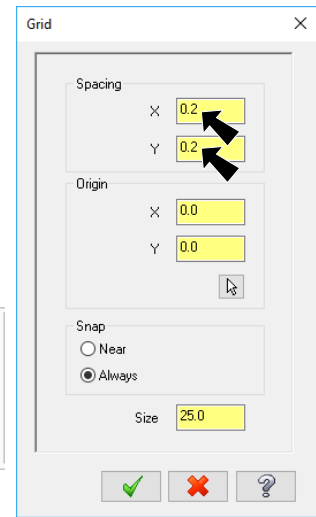 Grid
Spacing
X 0.2
Y 0.2
Origin
X 0.0
Y 0.0
Snap
Near
Always
Size 25.0